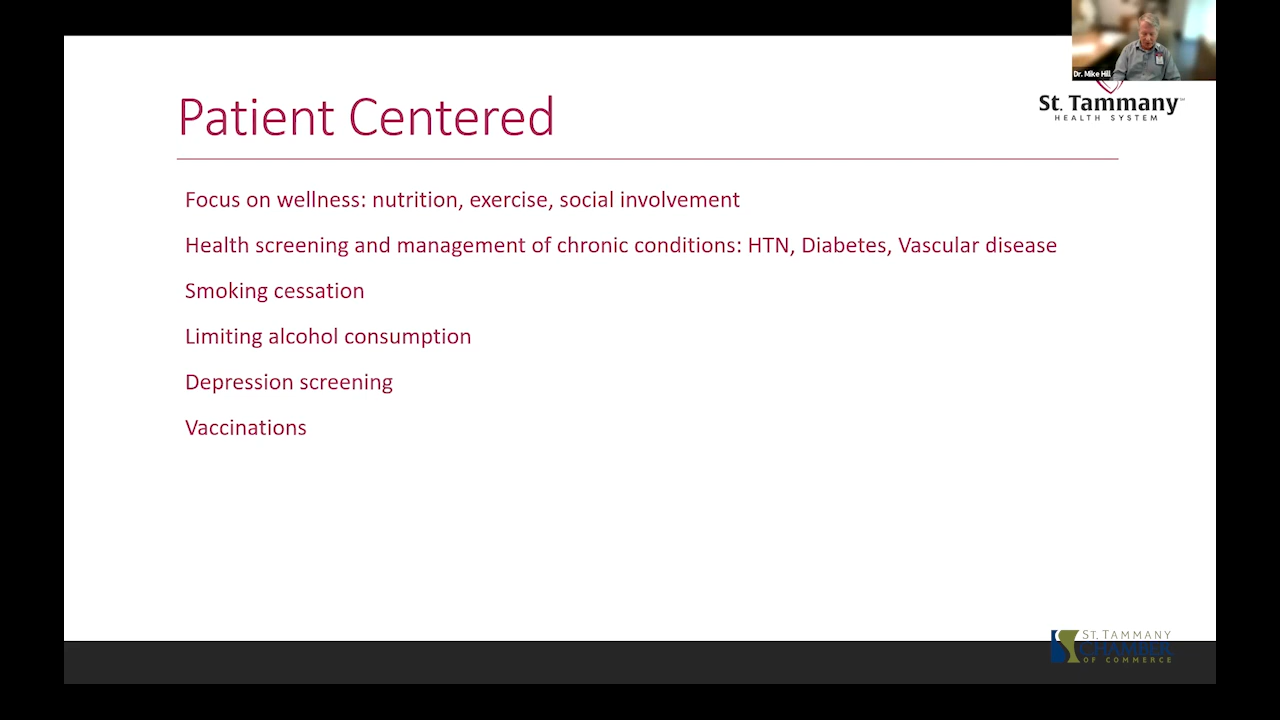 Dr. Mike Hill
St. Tammany
HEALTH SYSTEM
Patient Centered
Focus on wellness: nutrition, exercise, social involvement
Health screening and management of chronic conditions: HTN, Diabetes, Vascular disease
Smoking cessation
Limiting alcohol consumption
Depression screening
Vaccinations
ST. TAMMANY
CHAMBER
OF COMMERCE